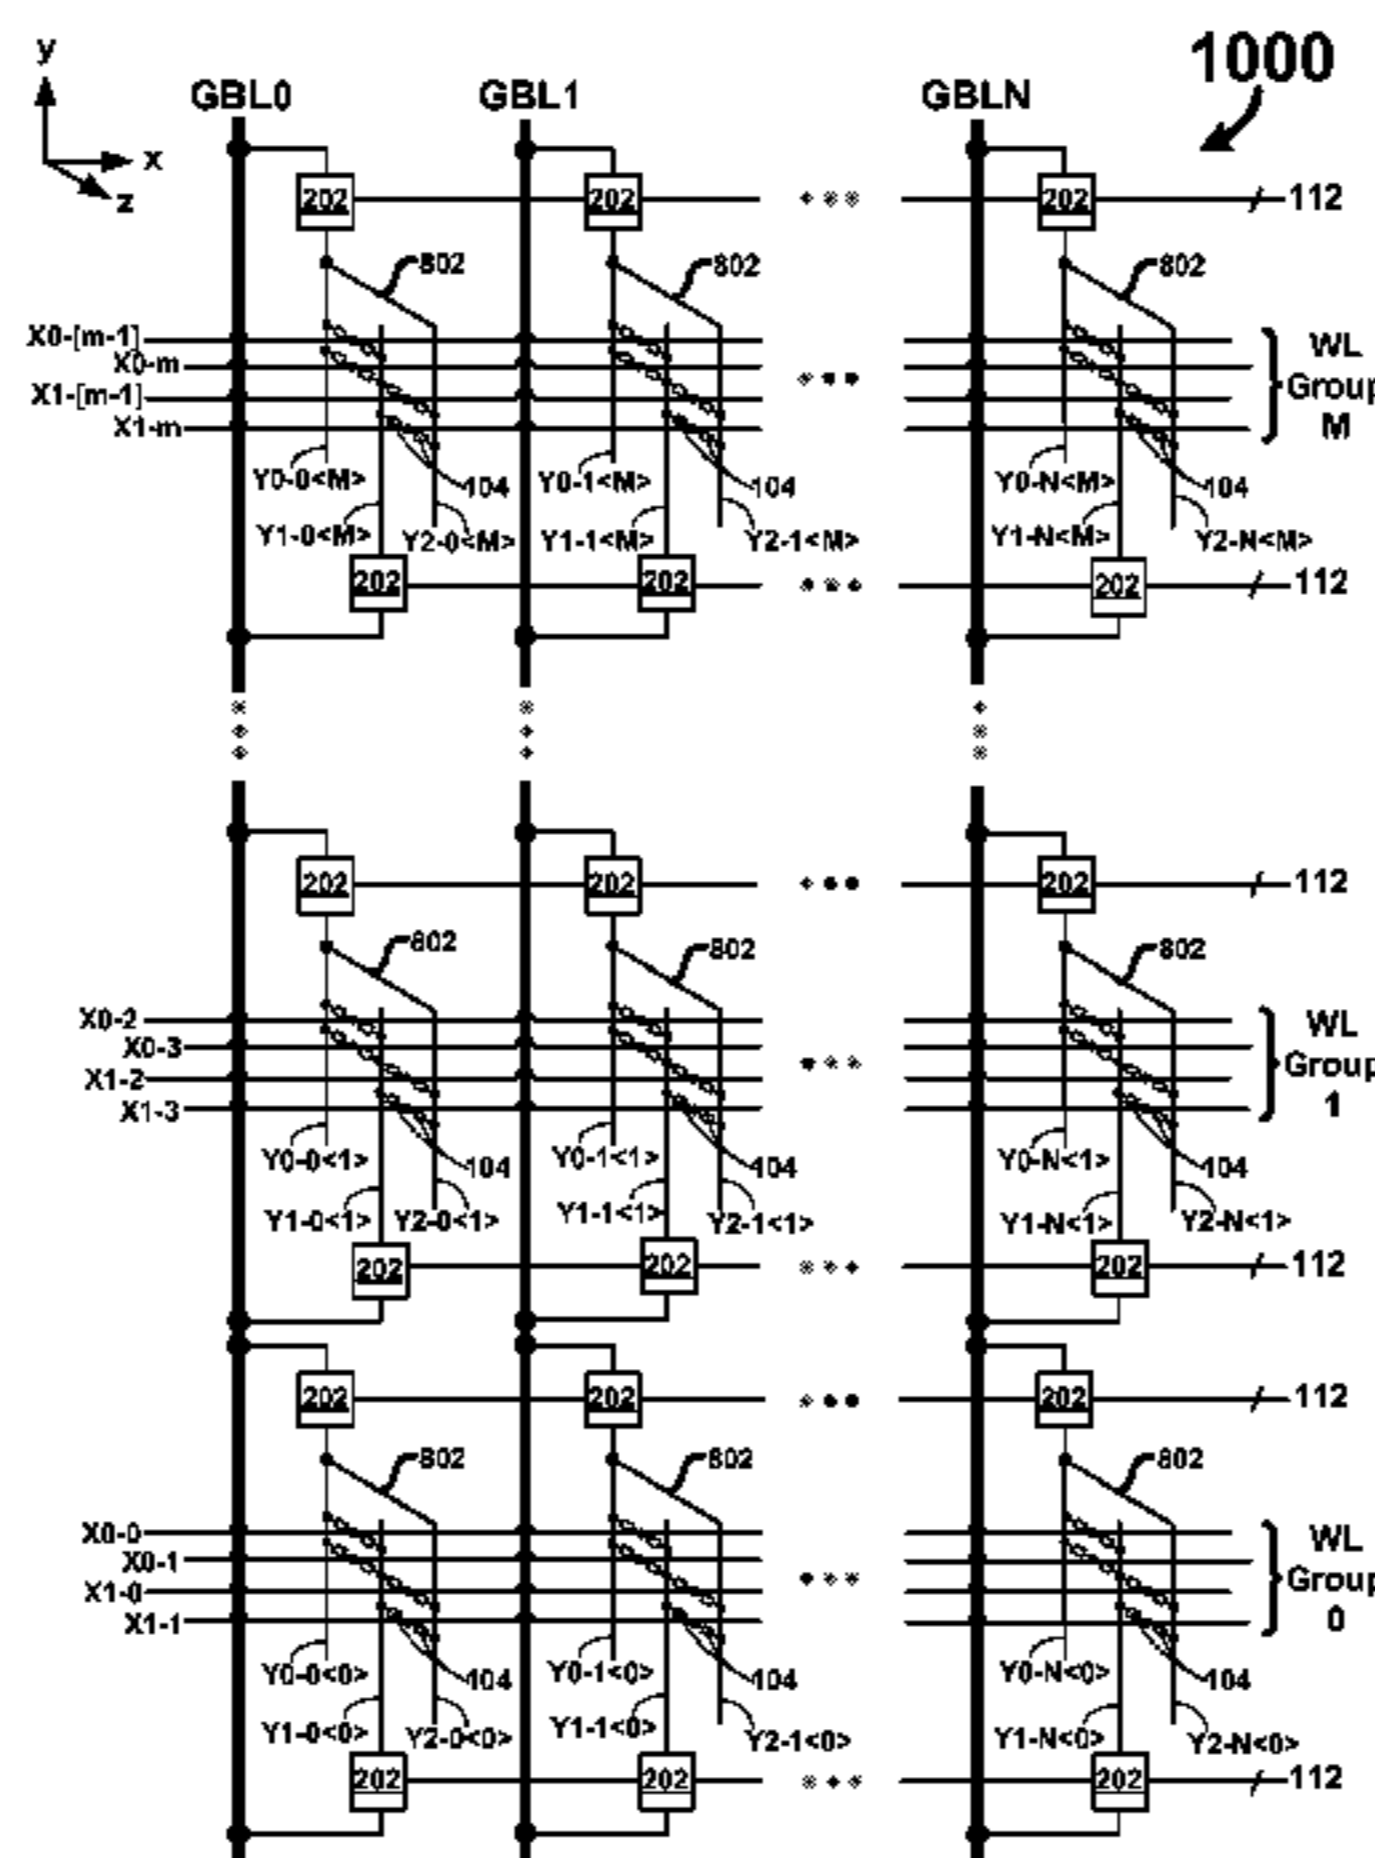 y
1000
GBL0 GBL1 GBLN
x
z
202 202 202 112
802 802 802
X0-[m-1]
X0-m
X1-[m-1]
X1-m
WL
Group
M
Y0-0<M> 104 Y0-1<M> 104 Y0-N<M> 104
Y1-0<M> Y2-0<M> Y1-1<M> Y2-1<M> Y1-N<M> Y2-N<M>
202 202 202 112
202 202 202 112
802 802 802
X0-2
X0-3
X1-2
X1-3
WL
Group
1
Y0-0<1> 104 Y0-1<1> 104 Y0-N<1> 104
Y1-0<1> Y2-0<1> Y1-1<1> Y2-1<1> Y1-N<1> Y2-N<1>
202 202 202 112
202 202 202 112
802 802 802
X0-0
X0-1
X1-0
X1-1
WL
Group
0
Y0-0<0> 104 Y0-1<0> 104 Y0-N<0> 104
Y1-0<0> Y2-0<0> Y1-1<0> Y2-1<0> Y1-N<0> Y2-N<0>
202 202 202 112